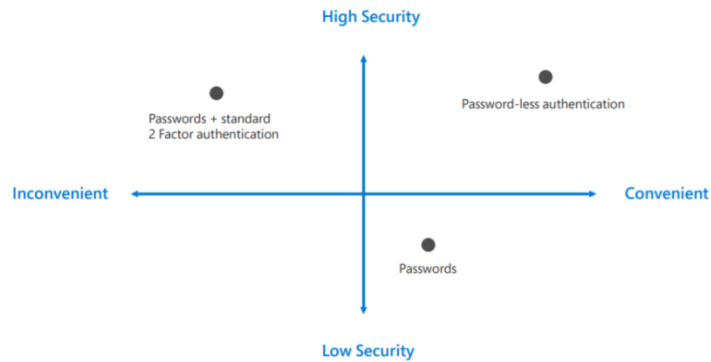 High Security
Password-less authentication
Passwords + standard
2 Factor authentication
Inconvenient
Convenient
Passwords
Low Security